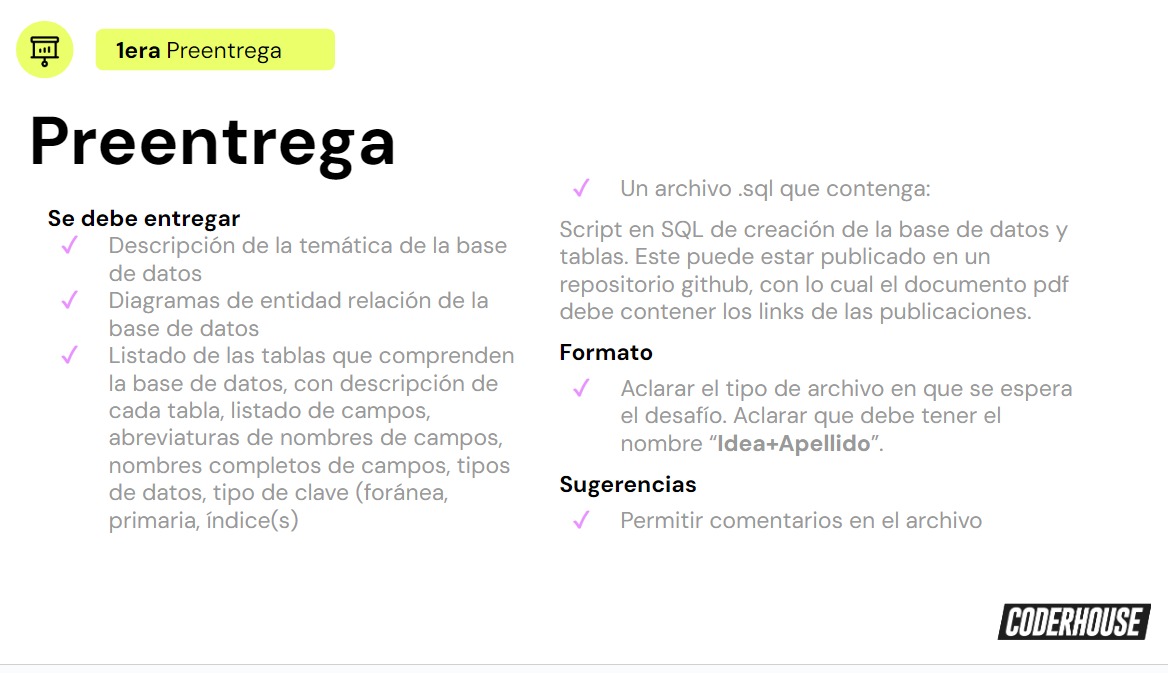 1era Preentrega
Preentrega
Se debe entregar
✓ Descripción de la temática de la base
de datos
✓ Diagramas de entidad relación de la
base de datos
✓ Listado de las tablas que comprenden
la base de datos, con descripción de
cada tabla, listado de campos,
abreviaturas de nombres de campos,
nombres completos de campos, tipos
de datos, tipo de clave (foránea,
primaria, índice(s)
✓ Un archivo .sql que contenga:
Script en SQL de creación de la base de datos y
tablas. Este puede estar publicado en un
repositorio github, con lo cual el documento pdf
debe contener los links de las publicaciones.
Formato
✓ Aclarar el tipo de archivo en que se espera
el desafío. Aclarar que debe tener el
nombre “Idea+Apellido”.
Sugerencias
✓ Permitir comentarios en el archivo
CODERHOUSE